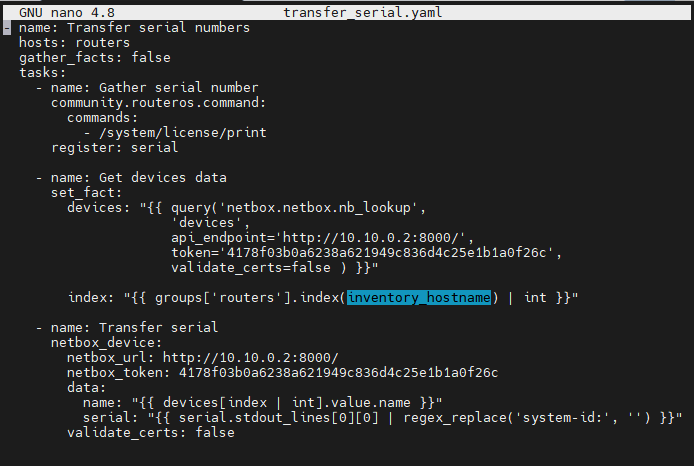 GNU nano 4.8 transfer_serial.yaml
- name: Transfer serial numbers
  hosts: routers
  gather_facts: false
  tasks:
    - name: Gather serial number
      community.routeros.command:
        commands:
          - /system/license/print
      register: serial

    - name: Get devices data
      set_fact:
        devices: "{{ query('netbox.netbox.nb_lookup',
                     'devices',
                     api_endpoint='http://10.10.0.2:8000/',
                     token='4178f03b0a6238a621949c836d4c25e1b1a0f26c',
                     validate_certs=false ) }}"

        index: "{{ groups['routers'].index(inventory_hostname) | int }}"

    - name: Transfer serial
      netbox_device:
        netbox_url: http://10.10.0.2:8000/
        netbox_token: 4178f03b0a6238a621949c836d4c25e1b1a0f26c
        data:
          name: "{{ devices[index | int].value.name }}"
          serial: "{{ serial.stdout_lines[0][0] | regex_replace('system-id:', '') }}"
        validate_certs: false